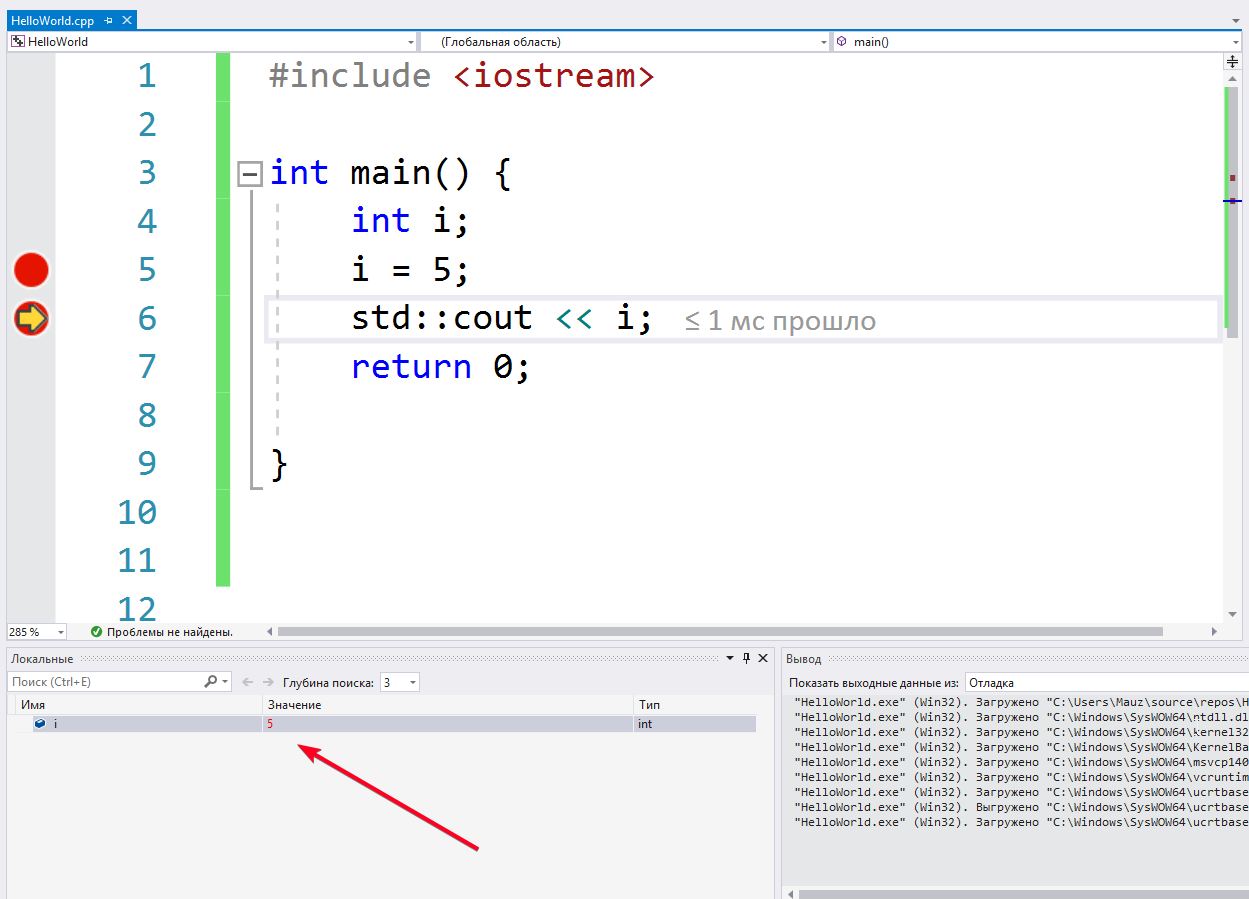 HelloWorld.cpp
HelloWorld (Глобальная область) main()
1 #include <iostream>
2
3 int main() {
4 int i;
5 i = 5;
6 std::cout << i; ≤ 1 мс прошло
7 return 0;
8
9 }
10
11
12
285 % Проблемы не найдены.
Локальные
Поиск (Ctrl+E) Глубина поиска: 3
Имя Значение Тип
i 5 int
Вывод
Показать выходные данные из: Отладка
"HelloWorld.exe" (Win32). Загружено "C:\Users\Mauz\source\repos\H
"HelloWorld.exe" (Win32). Загружено "C:\Windows\SysWOW64\ntdll.dl
"HelloWorld.exe" (Win32). Загружено "C:\Windows\SysWOW64\kernel32
"HelloWorld.exe" (Win32). Загружено "C:\Windows\SysWOW64\KernelBa
"HelloWorld.exe" (Win32). Загружено "C:\Windows\SysWOW64\msvcp140
"HelloWorld.exe" (Win32). Загружено "C:\Windows\SysWOW64\vcruntim
"HelloWorld.exe" (Win32). Загружено "C:\Windows\SysWOW64\ucrtbase
"HelloWorld.exe" (Win32). Выгружено "C:\Windows\SysWOW64\ucrtbase
"HelloWorld.exe" (Win32). Загружено "C:\Windows\SysWOW64\ucrtbase